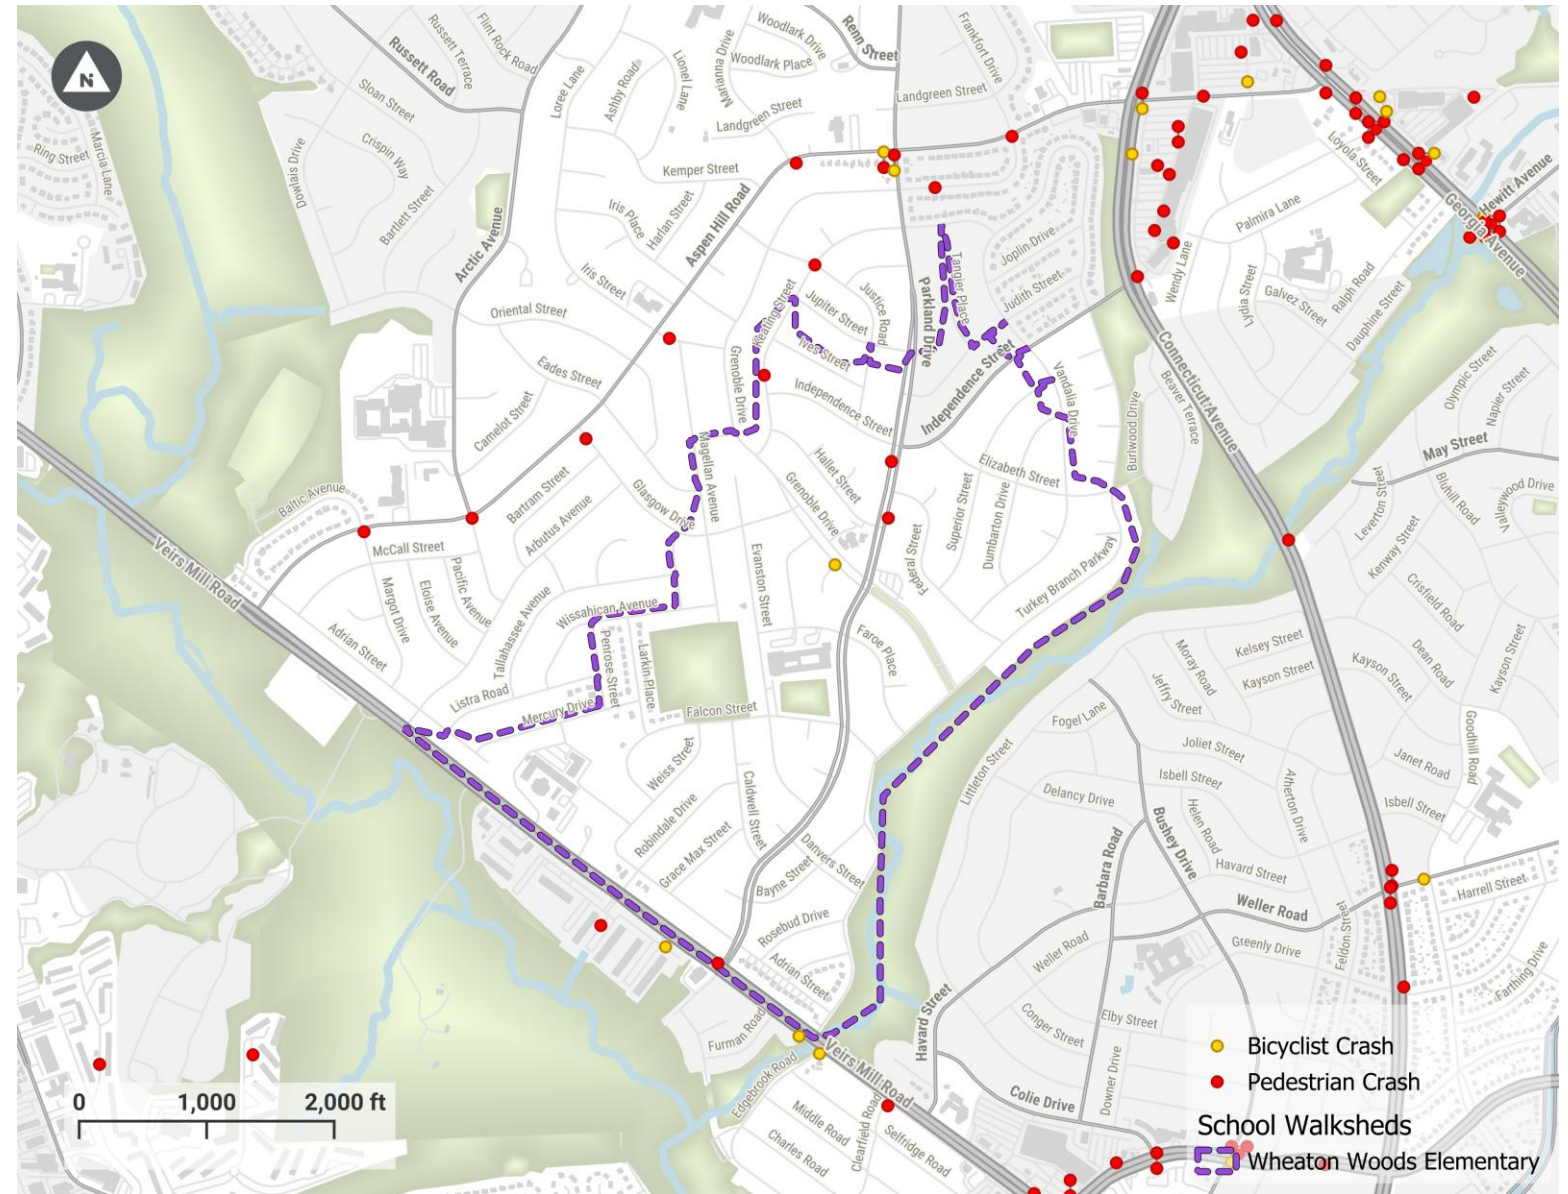 N
Russett Road
Russett Terrace
Flint Rock Road
Sloan Street
Crispin Way
Bartlett Street
Dowlais Drive
Marcia Lane
Ring Street
Arctic Avenue
Loree Lane
Ashby Road
Lionel Lane
Marianna Drive
Woodlark Drive
Woodlark Place
Renn Street
Landgreen Street
Landgreen Street
Frankfort Drive
Kemper Street
Iris Place
Harlan Street
Aspen Hill Road
Iris Street
Oriental Street
Eades Street
Camelot Street
Keating Street
Jupiter Street
Justice Road
Ives Street
Parkland Drive
Tangier Place
Joplin Drive
Judith Street
Independence Street
Independence Street
Grenoble Drive
Magellan Avenue
Hallet Street
Grenoble Drive
Glasgow Drive
Bartram Street
Arbutus Avenue
Baltic Avenue
McCall Street
Veirs Mill Road
Margot Drive
Eloise Avenue
Pacific Avenue
Adrian Street
Tallahassee Avenue
Wissahican Avenue
Penrose Street
Larkin Place
Evanston Street
Listra Road
Mercury Drive
Falcon Street
Weiss Street
Robindale Drive
Grace Max Street
Caldwell Street
Danvers Street
Bayne Street
Rosebud Drive
Adrian Street
Furman Road
Faroe Place
Federal Street
Superior Street
Dumbarton Drive
Elizabeth Street
Vandalia Drive
Turkey Branch Parkway
Burlwood Drive
Beaver Terrace
Connecticut Avenue
Wendy Lane
Palmira Lane
Lydia Street
Galvez Street
Ralph Road
Dauphine Street
Loyola Street
Georgia Avenue
Hewitt Avenue
Olympic Street
Napier Street
May Street
Bluhill Road
Leverton Street
Valleywood Drive
Kenway Street
Crisfield Road
Dean Road
Kayson Street
Kelsey Street
Kayson Street
Kayson Street
Moray Road
Jeffry Street
Fogel Lane
Joliet Street
Isbell Street
Janet Road
Goodhill Road
Isbell Street
Littleton Street
Delancy Drive
Helen Road
Atherton Drive
Bushey Drive
Barbara Road
Havard Street
Weller Road
Harrell Street
Weller Road
Greenly Drive
Feldon Street
Farthing Drive
Elby Street
Conger Street
Havard Street
Downer Drive
Colie Drive
Veirs Mill Road
Edgebrook Road
Middle Road
Charles Road
Clearfield Road
Selfridge Road
0 1,000 2,000 ft
Bicyclist Crash
Pedestrian Crash
School Walksheds
Wheaton Woods Elementary